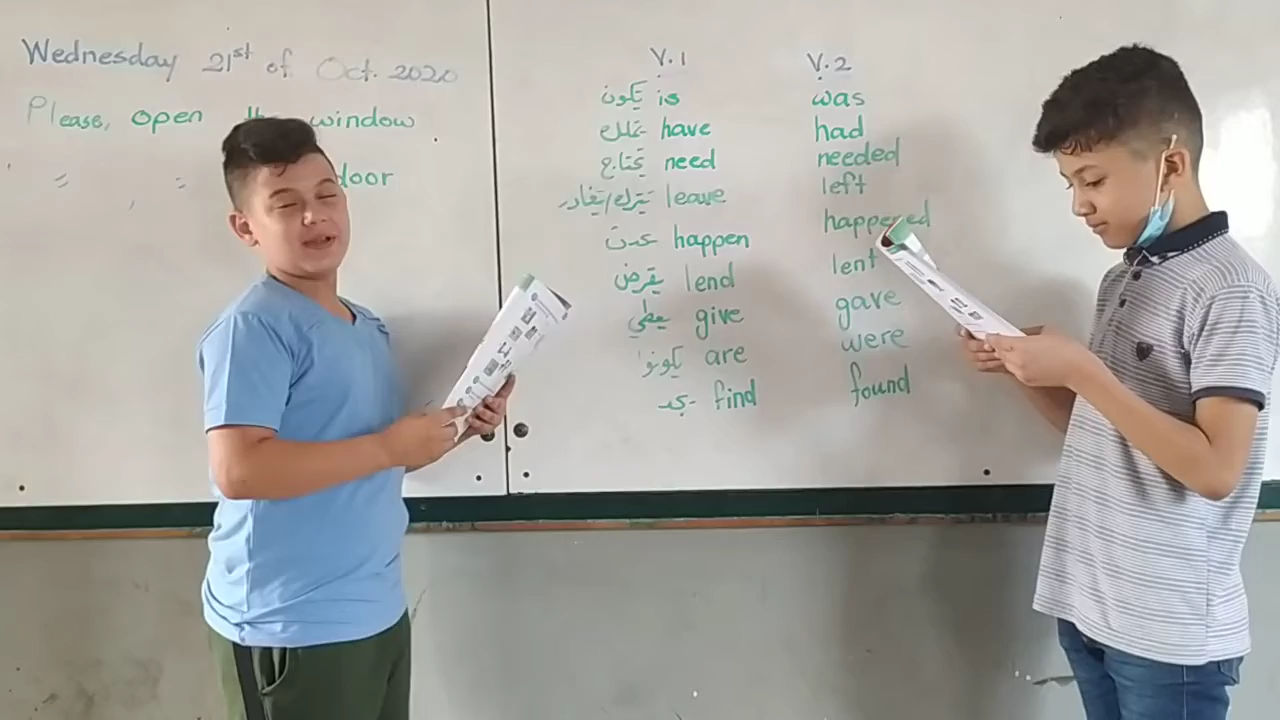 Wednesday 21st of Oct. 2020
Please, open the window
〃 〃 door
V.1 V.2
يكون is was
يمتلك have had
يحتاج need needed
يترك/يغادر leave left
يحدث happen happened
يقرض lend lent
يعطي give gave
يكونوا are were
يجد find found